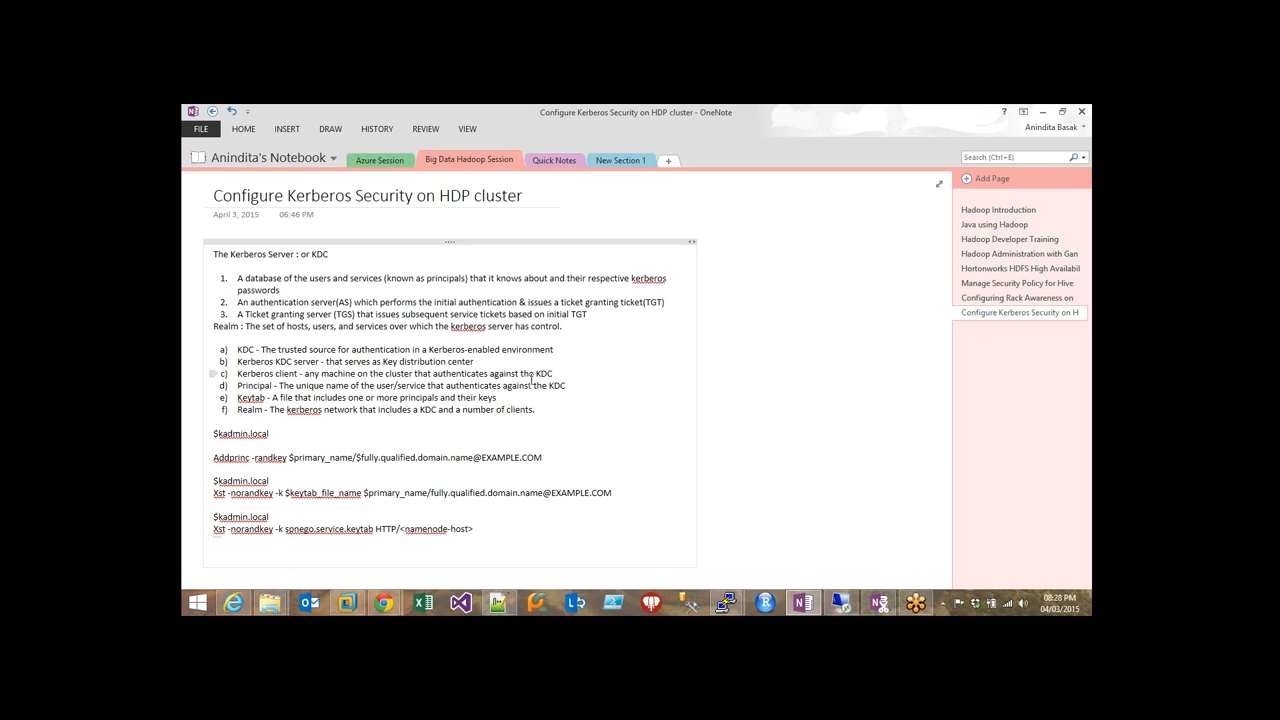 Configure Kerberos Security on HDP cluster - OneNote
?
FILE
HOME
INSERT
DRAW
HISTORY
REVIEW
VIEW
Anindita Basak
Anindita's Notebook
Azure Session
Big Data Hadoop Session
Quick Notes
New Section 1
+
Search (Ctrl+E)
Add Page
Configure Kerberos Security on HDP cluster
April 3, 2015 06:46 PM
Hadoop Introduction
Java using Hadoop
Hadoop Developer Training
Hadoop Administration with Gan
Hortonworks HDFS High Availabil
Manage Security Policy for Hive
Configuring Rack Awareness on
Configure Kerberos Security on H
The Kerberos Server : or KDC
1. A database of the users and services (known as principals) that it knows about and their respective kerberos
passwords
2. An authentication server(AS) which performs the initial authentication & issues a ticket granting ticket(TGT)
3. A Ticket granting server (TGS) that issues subsequent service tickets based on initial TGT
Realm : The set of hosts, users, and services over which the kerberos server has control.
a) KDC - The trusted source for authentication in a Kerberos-enabled environment
b) Kerberos KDC server - that serves as Key distribution center
c) Kerberos client - any machine on the cluster that authenticates against the KDC
d) Principal - The unique name of the user/service that authenticates against the KDC
e) Keytab - A file that includes one or more principals and their keys
f) Realm - The kerberos network that includes a KDC and a number of clients.
$kadmin.local
Addprinc -randkey $primary_name/$fully.qualified.domain.name@EXAMPLE.COM
$kadmin.local
Xst -norandkey -k $keytab_file_name $primary_name/fully.qualified.domain.name@EXAMPLE.COM
$kadmin.local
Xst -norandkey -k spnego.service.keytab HTTP/<namenode-host>
08:28 PM
04/03/2015